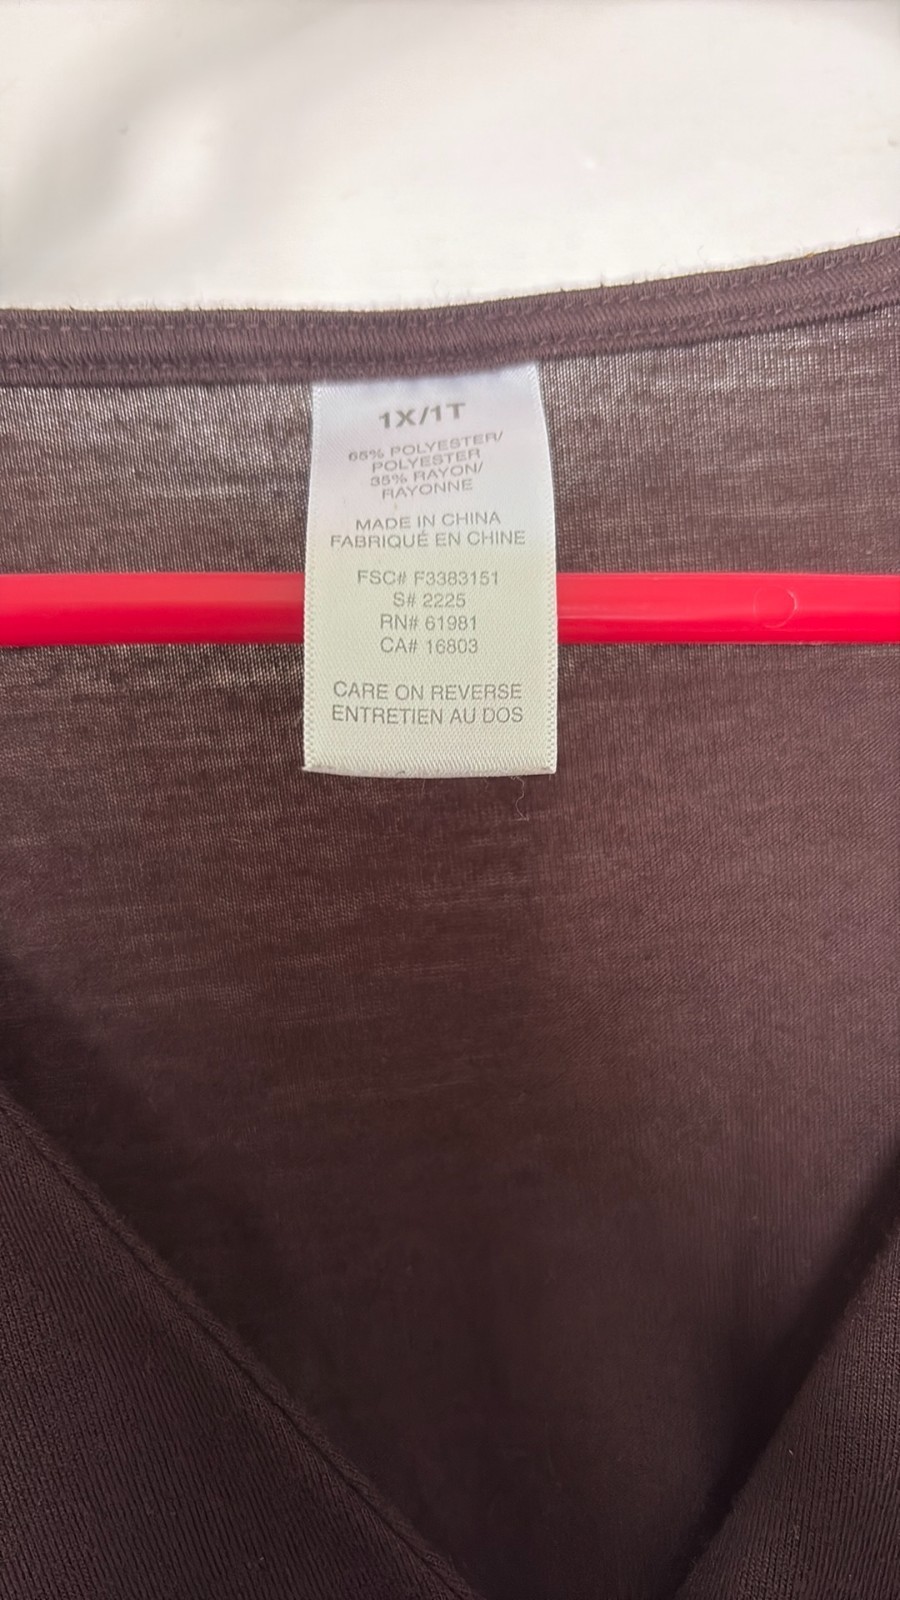 1X/1T
65% POLYESTER/
POLYESTER
35% RAYON/
RAYONNE
MADE IN CHINA
FABRIQUÉ EN CHINE
FSC# F3383151
S# 2225
RN# 61981
CA# 16803
CARE ON REVERSE
ENTRETIEN AU DOS